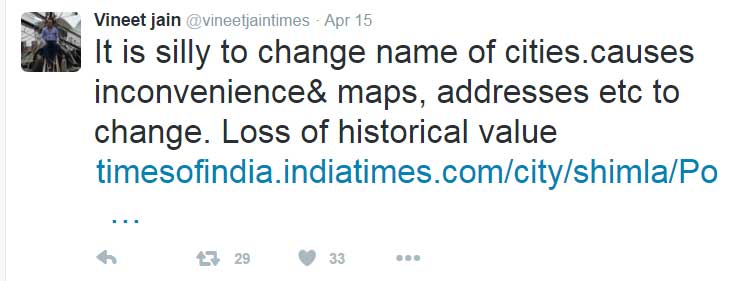 Vineet jain @vineetjaintimes · Apr 15
It is silly to change name of cities.causes
inconvenience& maps, addresses etc to
change. Loss of historical value
timesofindia.indiatimes.com/city/shimla/Po
…
29 33